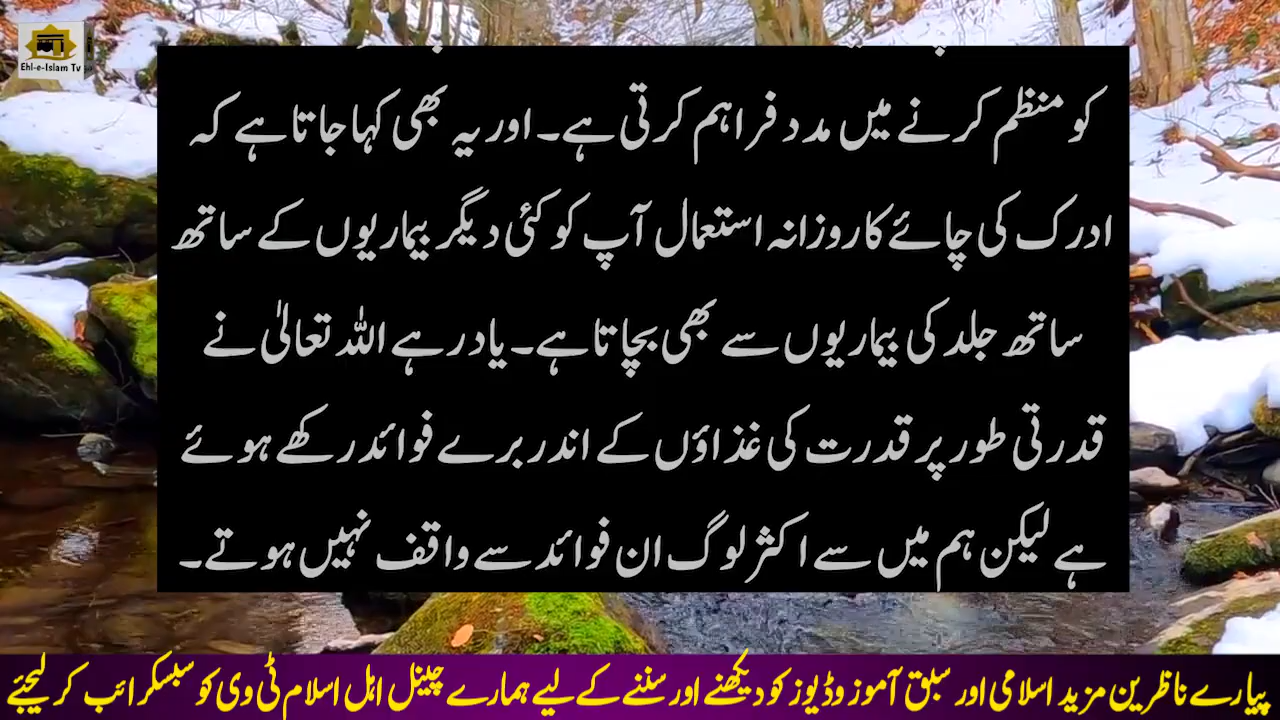 Ehl-e-Islam Tv
کو منظم کرنے میں مدد فراہم کرتی ہے۔ اور یہ بھی کہا جاتا ہے کہ
ادرک کی چائے کا روزانہ استعمال آپ کو کئی دیگر بیماریوں کے ساتھ
ساتھ جلد کی بیماریوں سے بھی بچاتا ہے۔ یاد رہے اللہ تعالیٰ نے
قدرتی طور پر قدرت کی غذاؤں کے اندر برے فوائد رکھے ہوئے
ہے لیکن ہم میں سے اکثر لوگ ان فوائد سے واقف نہیں ہوتے۔
پیارے ناظرین مزید اسلامی اور سبق آموز وڈیوز کو دیکھنے اور سننے کے لیے ہمارے چینل اہل اسلام ٹی وی کو سبسکرائب کر لیجئے